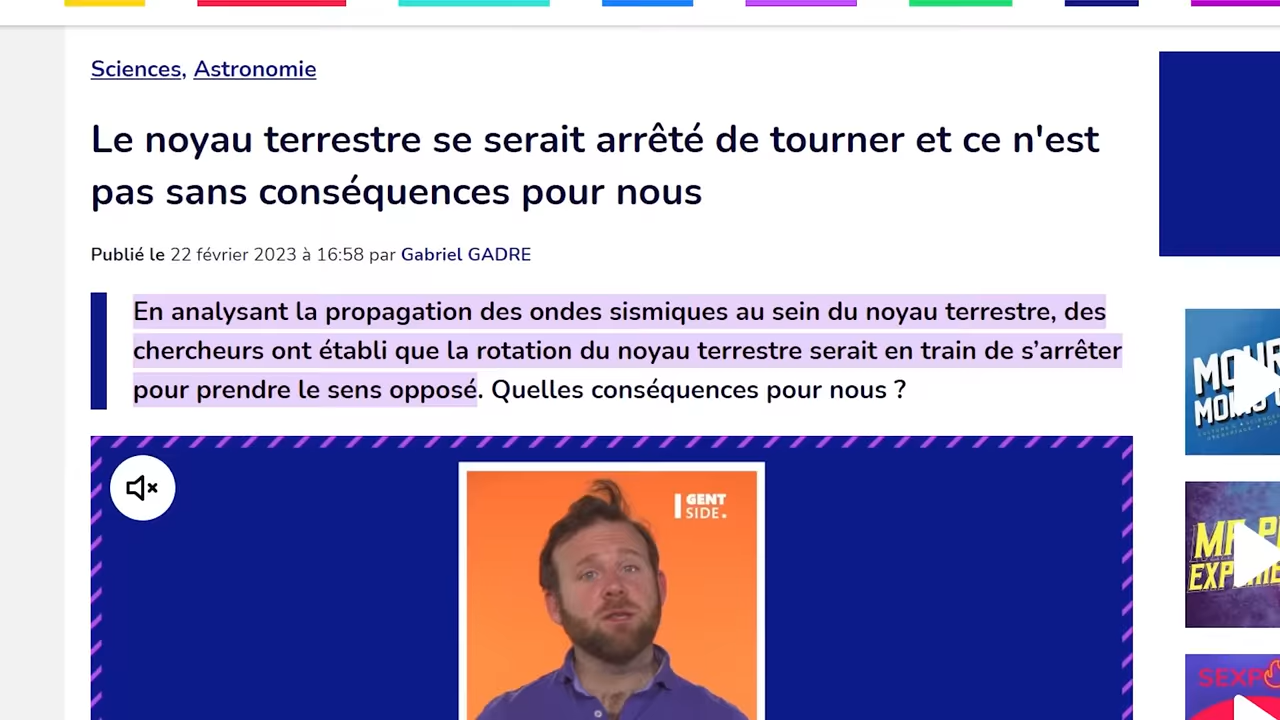 Sciences, Astronomie
Le noyau terrestre se serait arrêté de tourner et ce n'est
pas sans conséquences pour nous
Publié le 22 février 2023 à 16:58 par Gabriel GADRE
En analysant la propagation des ondes sismiques au sein du noyau terrestre, des
chercheurs ont établi que la rotation du noyau terrestre serait en train de s’arrêter
pour prendre le sens opposé. Quelles conséquences pour nous ?
GENT
SIDE.